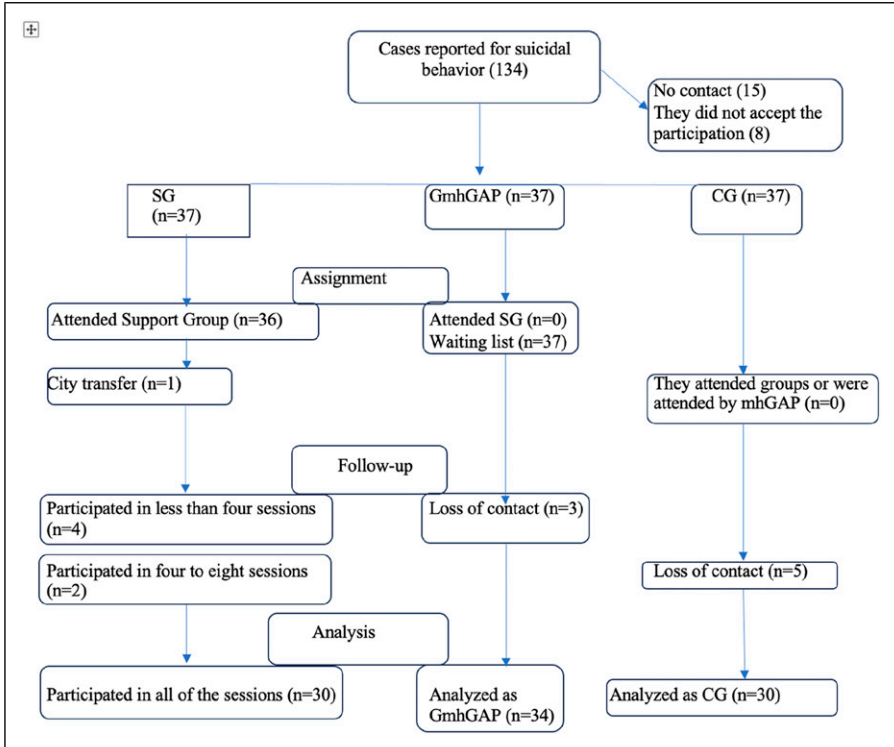 Cases reported for suicidal
behavior (134)
No contact (15)
They did not accept the
participation (8)
SG
(n=37)
GmhGAP (n=37)
CG (n=37)
Assignment
Attended Support Group (n=36)
Attended SG (n=0)
Waiting list (n=37)
City transfer (n=1)
They attended groups or were
attended by mhGAP (n=0)
Follow-up
Participated in less than four sessions
(n=4)
Loss of contact (n=3)
Participated in four to eight sessions
(n=2)
Loss of contact (n=5)
Analysis
Participated in all of the sessions (n=30)
Analyzed as
GmhGAP (n=34)
Analyzed as CG (n=30)